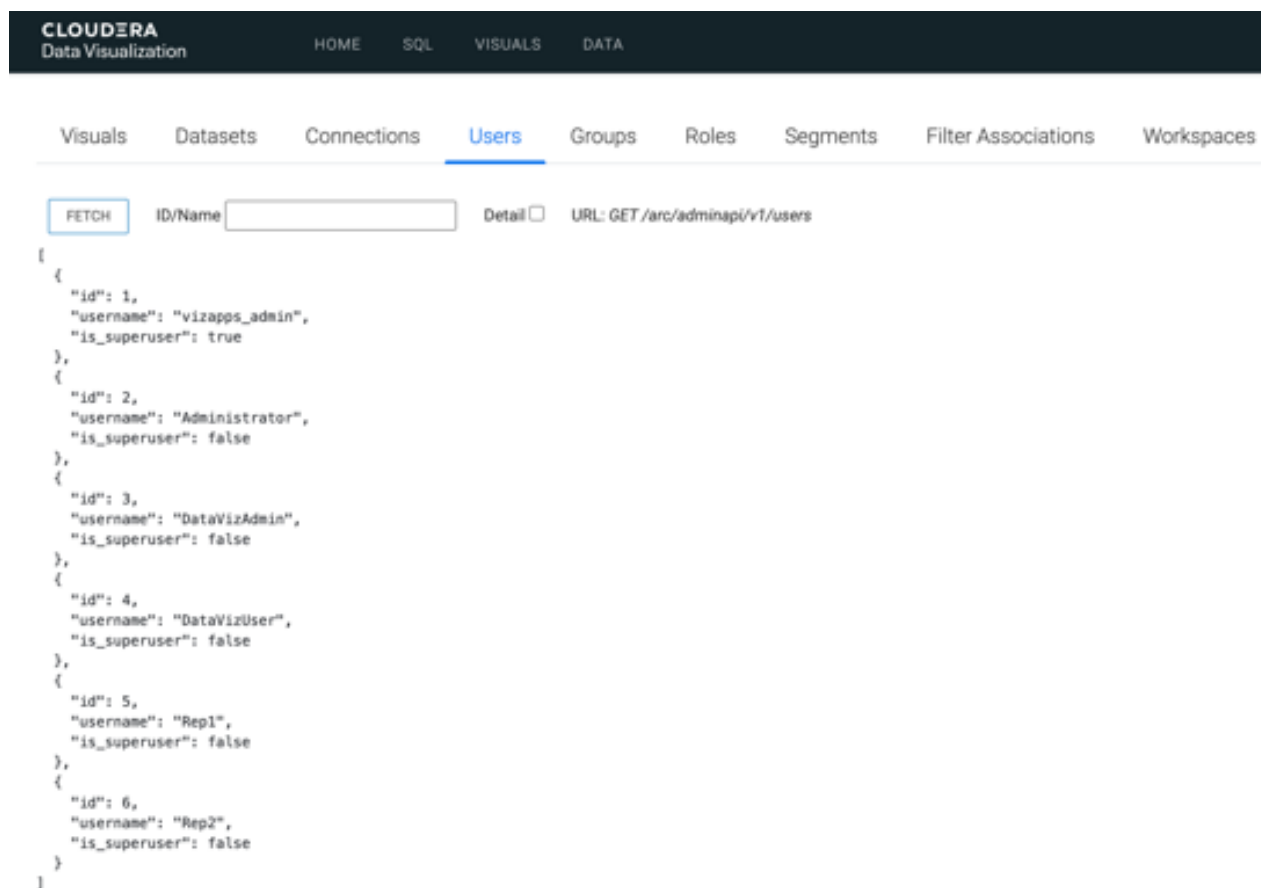 CLOUDERA
Data Visualization
HOME SQL VISUALS DATA
Visuals Datasets Connections Users Groups Roles Segments Filter Associations Workspaces
FETCH ID/Name Detail URL: GET /arc/adminapi/v1/users
[
  {
    "id": 1,
    "username": "vizapps_admin",
    "is_superuser": true
  },
  {
    "id": 2,
    "username": "Administrator",
    "is_superuser": false
  },
  {
    "id": 3,
    "username": "DataVizAdmin",
    "is_superuser": false
  },
  {
    "id": 4,
    "username": "DataVizUser",
    "is_superuser": false
  },
  {
    "id": 5,
    "username": "Rep1",
    "is_superuser": false
  },
  {
    "id": 6,
    "username": "Rep2",
    "is_superuser": false
  }
]